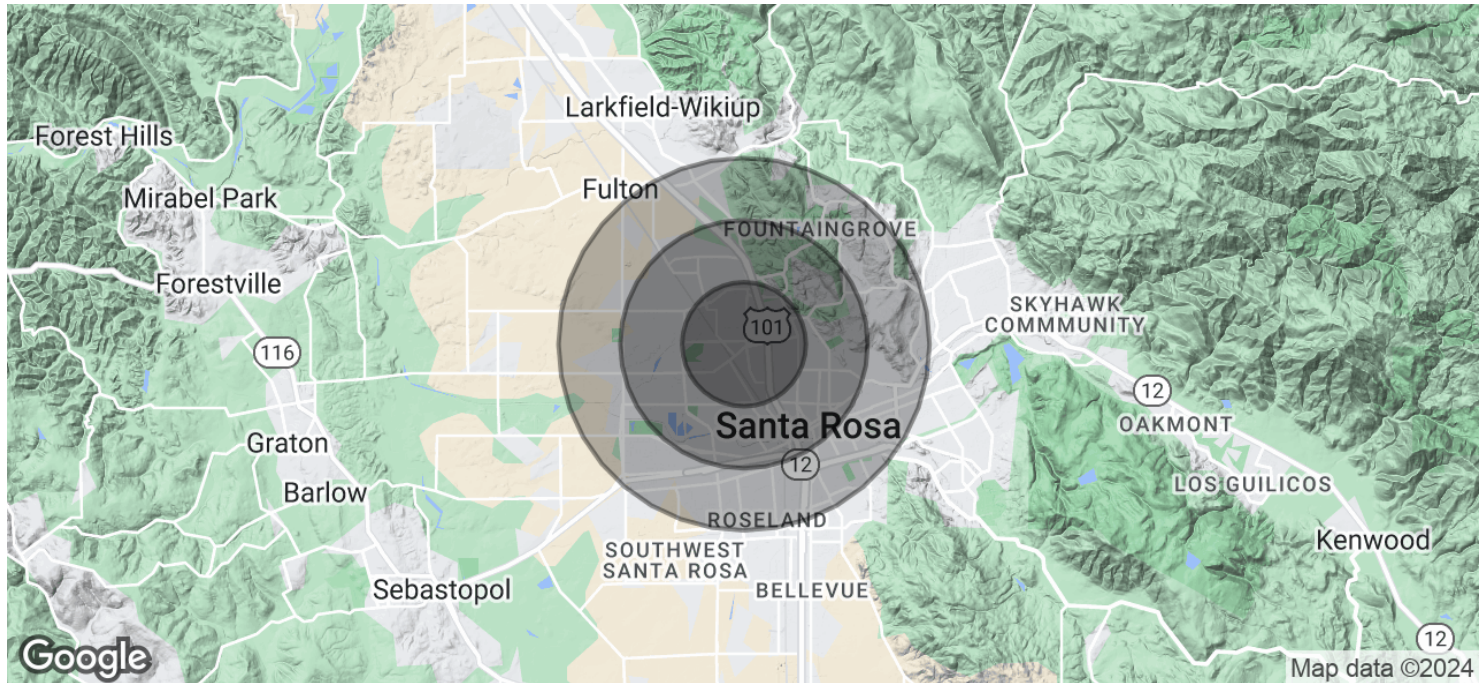 Larkfield-Wikiup
Forest Hills
Fulton
Mirabel Park
FOUNTAINGROVE
Forestville
SKYHAWK
COMMMUNITY
101
116
12
Santa Rosa
OAKMONT
Graton
12
LOS GUILICOS
Barlow
ROSELAND
Kenwood
SOUTHWEST
SANTA ROSA
Sebastopol
BELLEVUE
12
Google
Map data ©2024